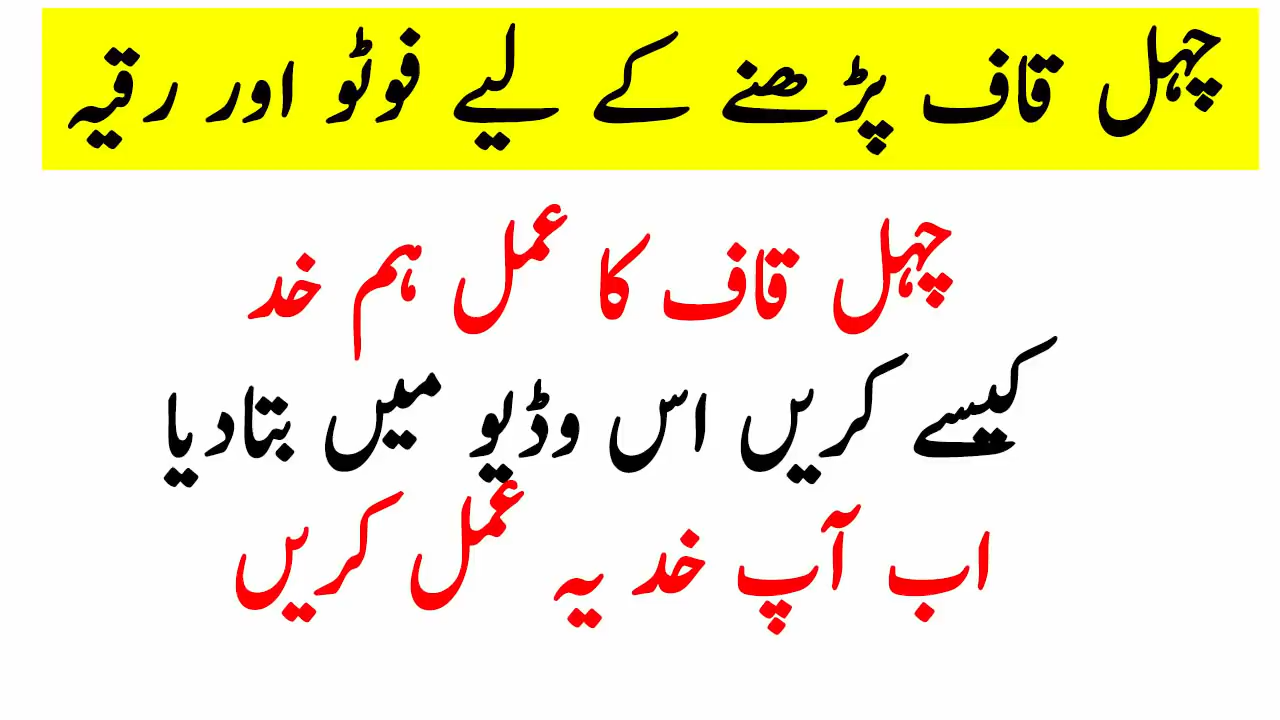 چہل قاف پڑھنے کے لیے فوٹو اور رقیہ
چہل قاف کا عمل ہم خد
کیسے کریں اس وڈیو میں بتادیا
اب آپ خد یہ عمل کریں